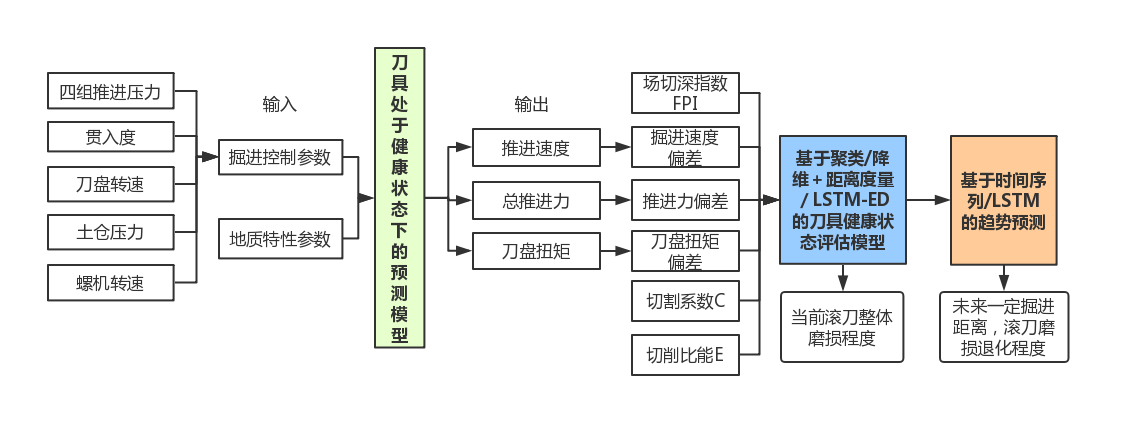 四组推进压力
贯入度
刀盘转速
土仓压力
螺机转速
输入
掘进控制参数
地质特性参数
刀
具
处
于
健
康
状
态
下
的
预
测
模
型
输出
推进速度
总推进力
刀盘扭矩
场切深指数
FPI
掘进速度
偏差
推进力偏差
刀盘扭矩
偏差
切割系数C
切削比能E
基于聚类/降
维+距离度量
/ LSTM-ED
的刀具健康状
态评估模型
当前滚刀整体
磨损程度
基于时间序
列/LSTM
的趋势预测
未来一定掘进
距离，滚刀磨
损退化程度